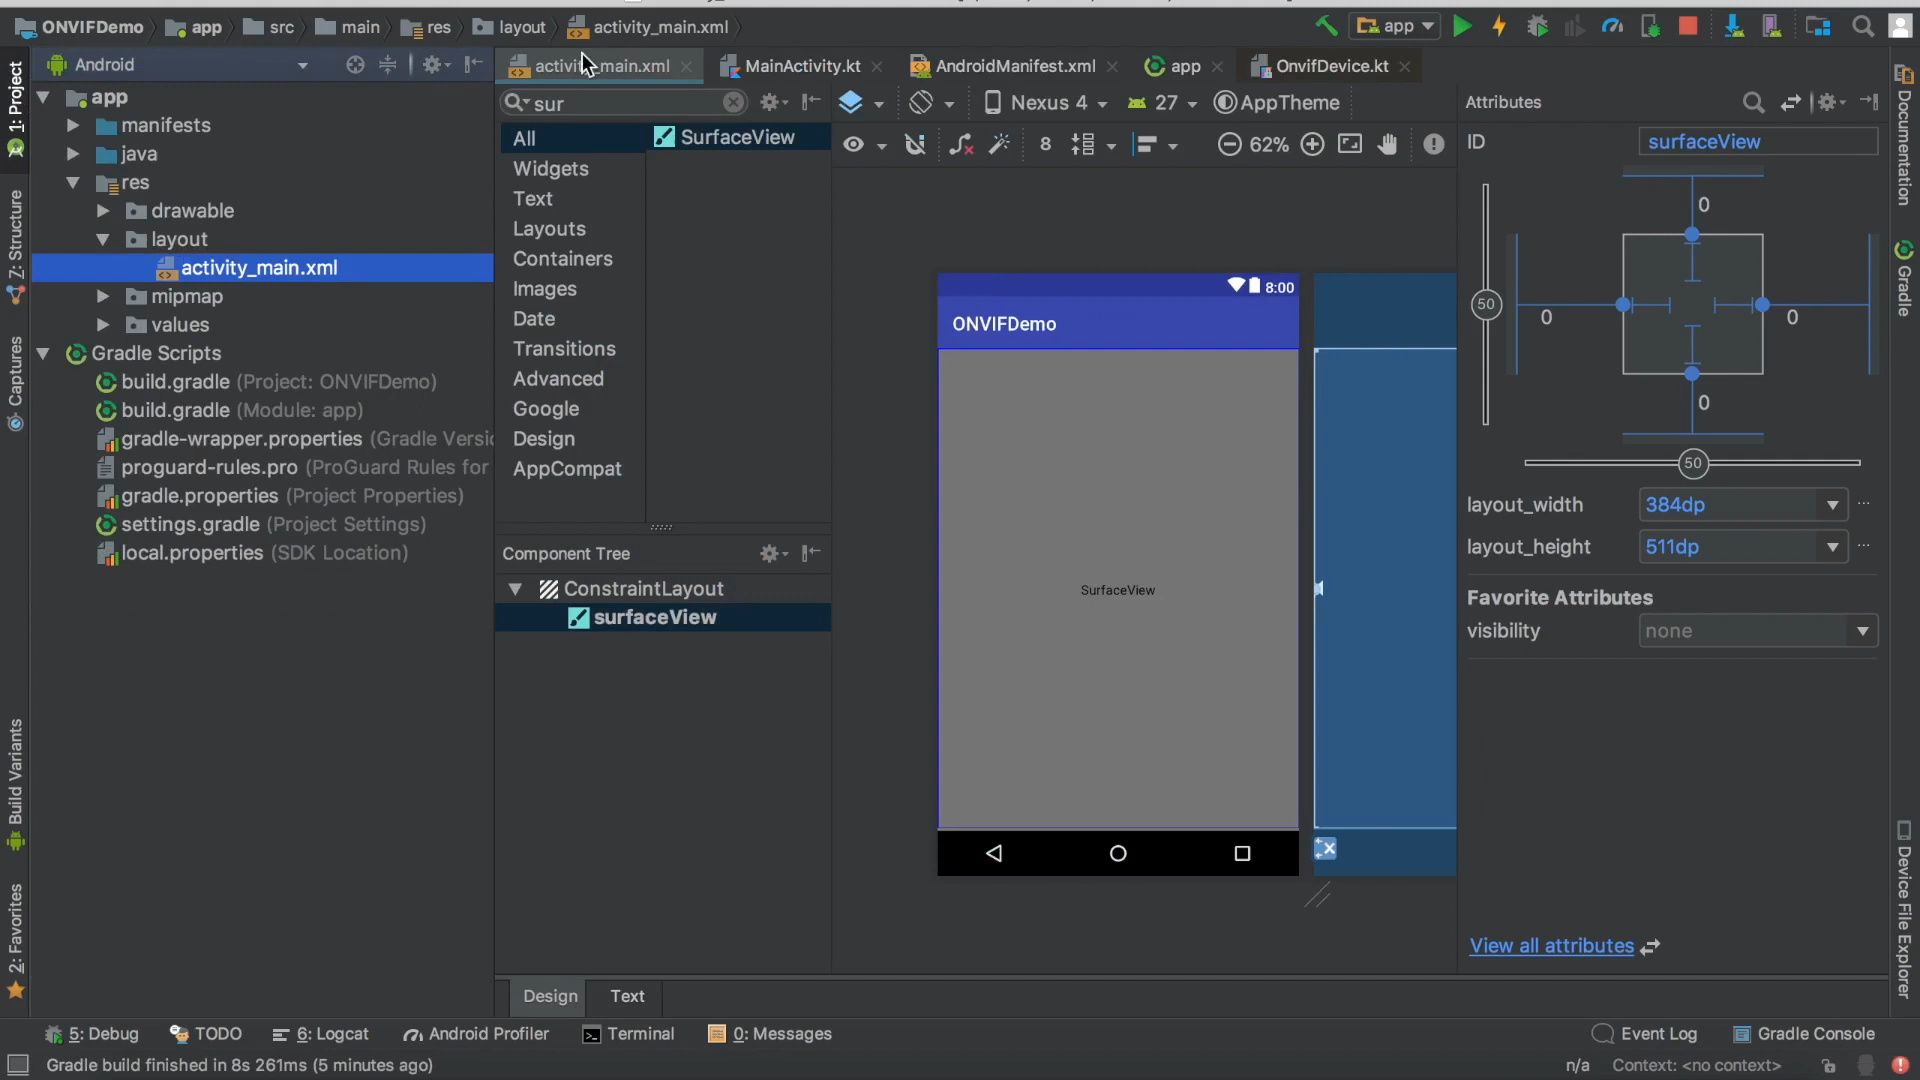 ONVIFDemo app src main res layout activity_main.xml app
Android activity_main.xml MainActivity.kt AndroidManifest.xml app OnvifDevice.kt
1: Project
Z: Structure
Captures
Build Variants
2: Favorites
app
manifests
java
res
drawable
layout
activity_main.xml
mipmap
values
Gradle Scripts
build.gradle (Project: ONVIFDemo)
build.gradle (Module: app)
gradle-wrapper.properties (Gradle Versio
proguard-rules.pro (ProGuard Rules for
gradle.properties (Project Properties)
settings.gradle (Project Settings)
local.properties (SDK Location)
sur
All
Widgets
Text
Layouts
Containers
Images
Date
Transitions
Advanced
Google
Design
AppCompat
SurfaceView
Component Tree
ConstraintLayout
surfaceView
Nexus 4 27 AppTheme
8 62%
8:00
ONVIFDemo
SurfaceView
Attributes
ID surfaceView
0
0
0
0
50
50
layout_width 384dp
layout_height 511dp
Favorite Attributes
visibility none
View all attributes
Documentation
Gradle
Device File Explorer
Design Text
5: Debug TODO 6: Logcat Android Profiler Terminal 0: Messages Event Log Gradle Console
Gradle build finished in 8s 261ms (5 minutes ago) n/a Context: <no context>